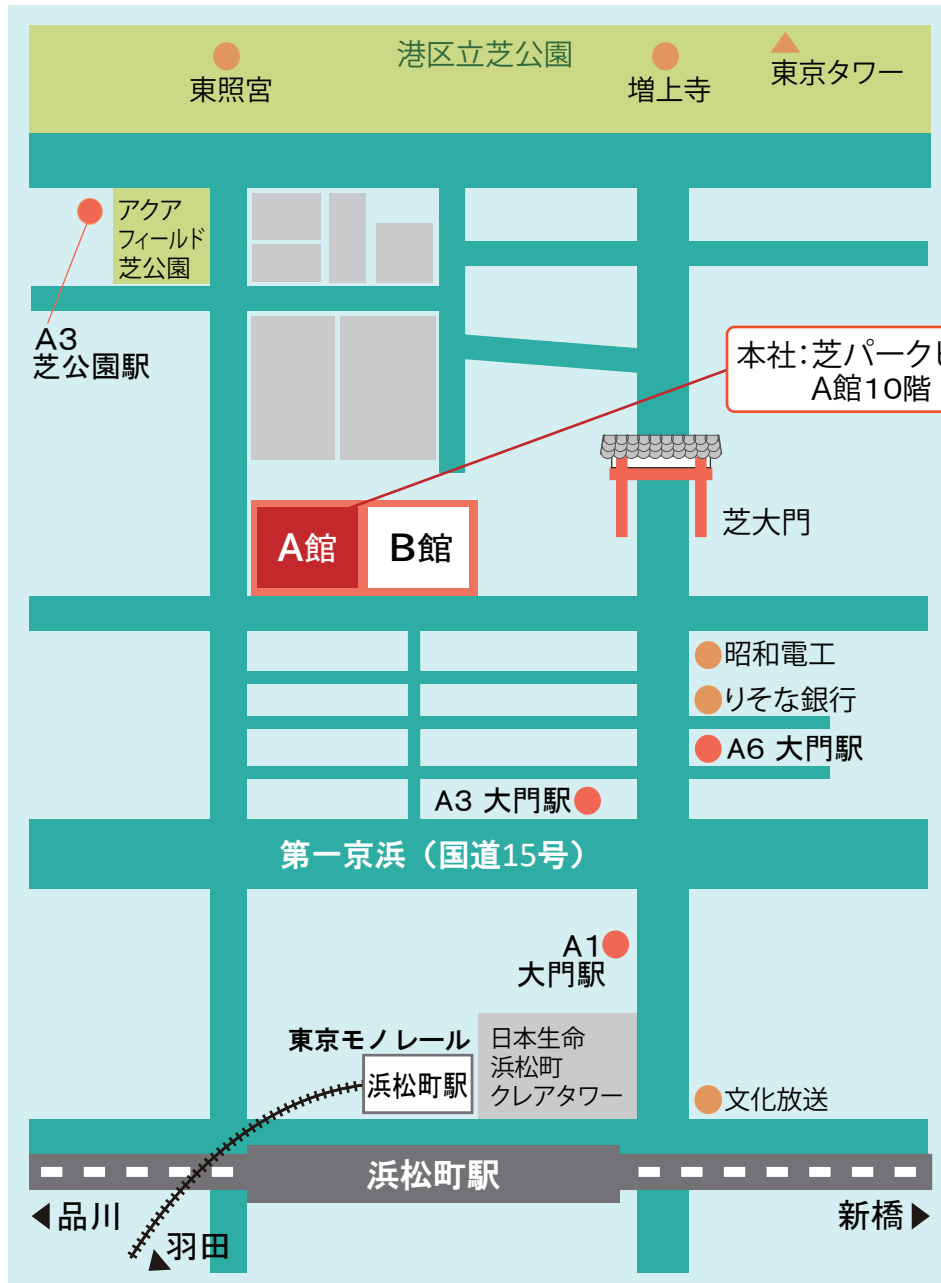 港区立芝公園
東照宮
増上寺
東京タワー
アクア
フィールド
芝公園
A3
芝公園駅
本社：芝パークビ
A館10階
A館
B館
芝大門
昭和電工
りそな銀行
A6 大門駅
A3 大門駅
第一京浜（国道15号）
A1
大門駅
東京モノレール
浜松町駅
日本生命
浜松町
クレアタワー
文化放送
浜松町駅
品川
新橋
羽田